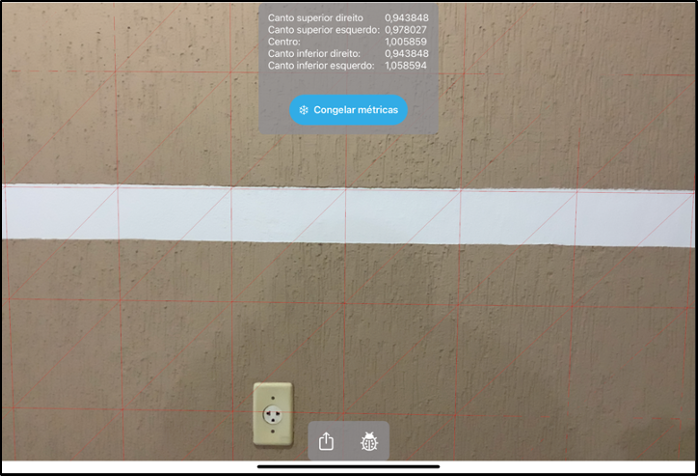 Canto superior direito 0,943848
Canto superior esquerdo: 0,978027
Centro: 1,005859
Canto inferior direito: 0,943848
Canto inferior esquerdo: 1,058594
Congelar métricas